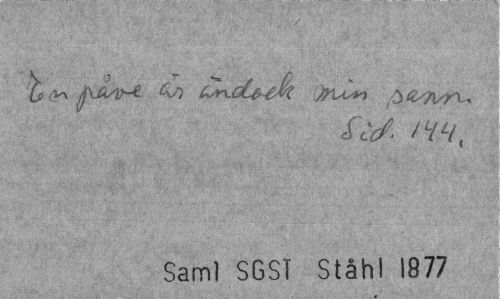 En påve är ändock min sann.
Sid. 144.
Saml SGST Ståhl 1877